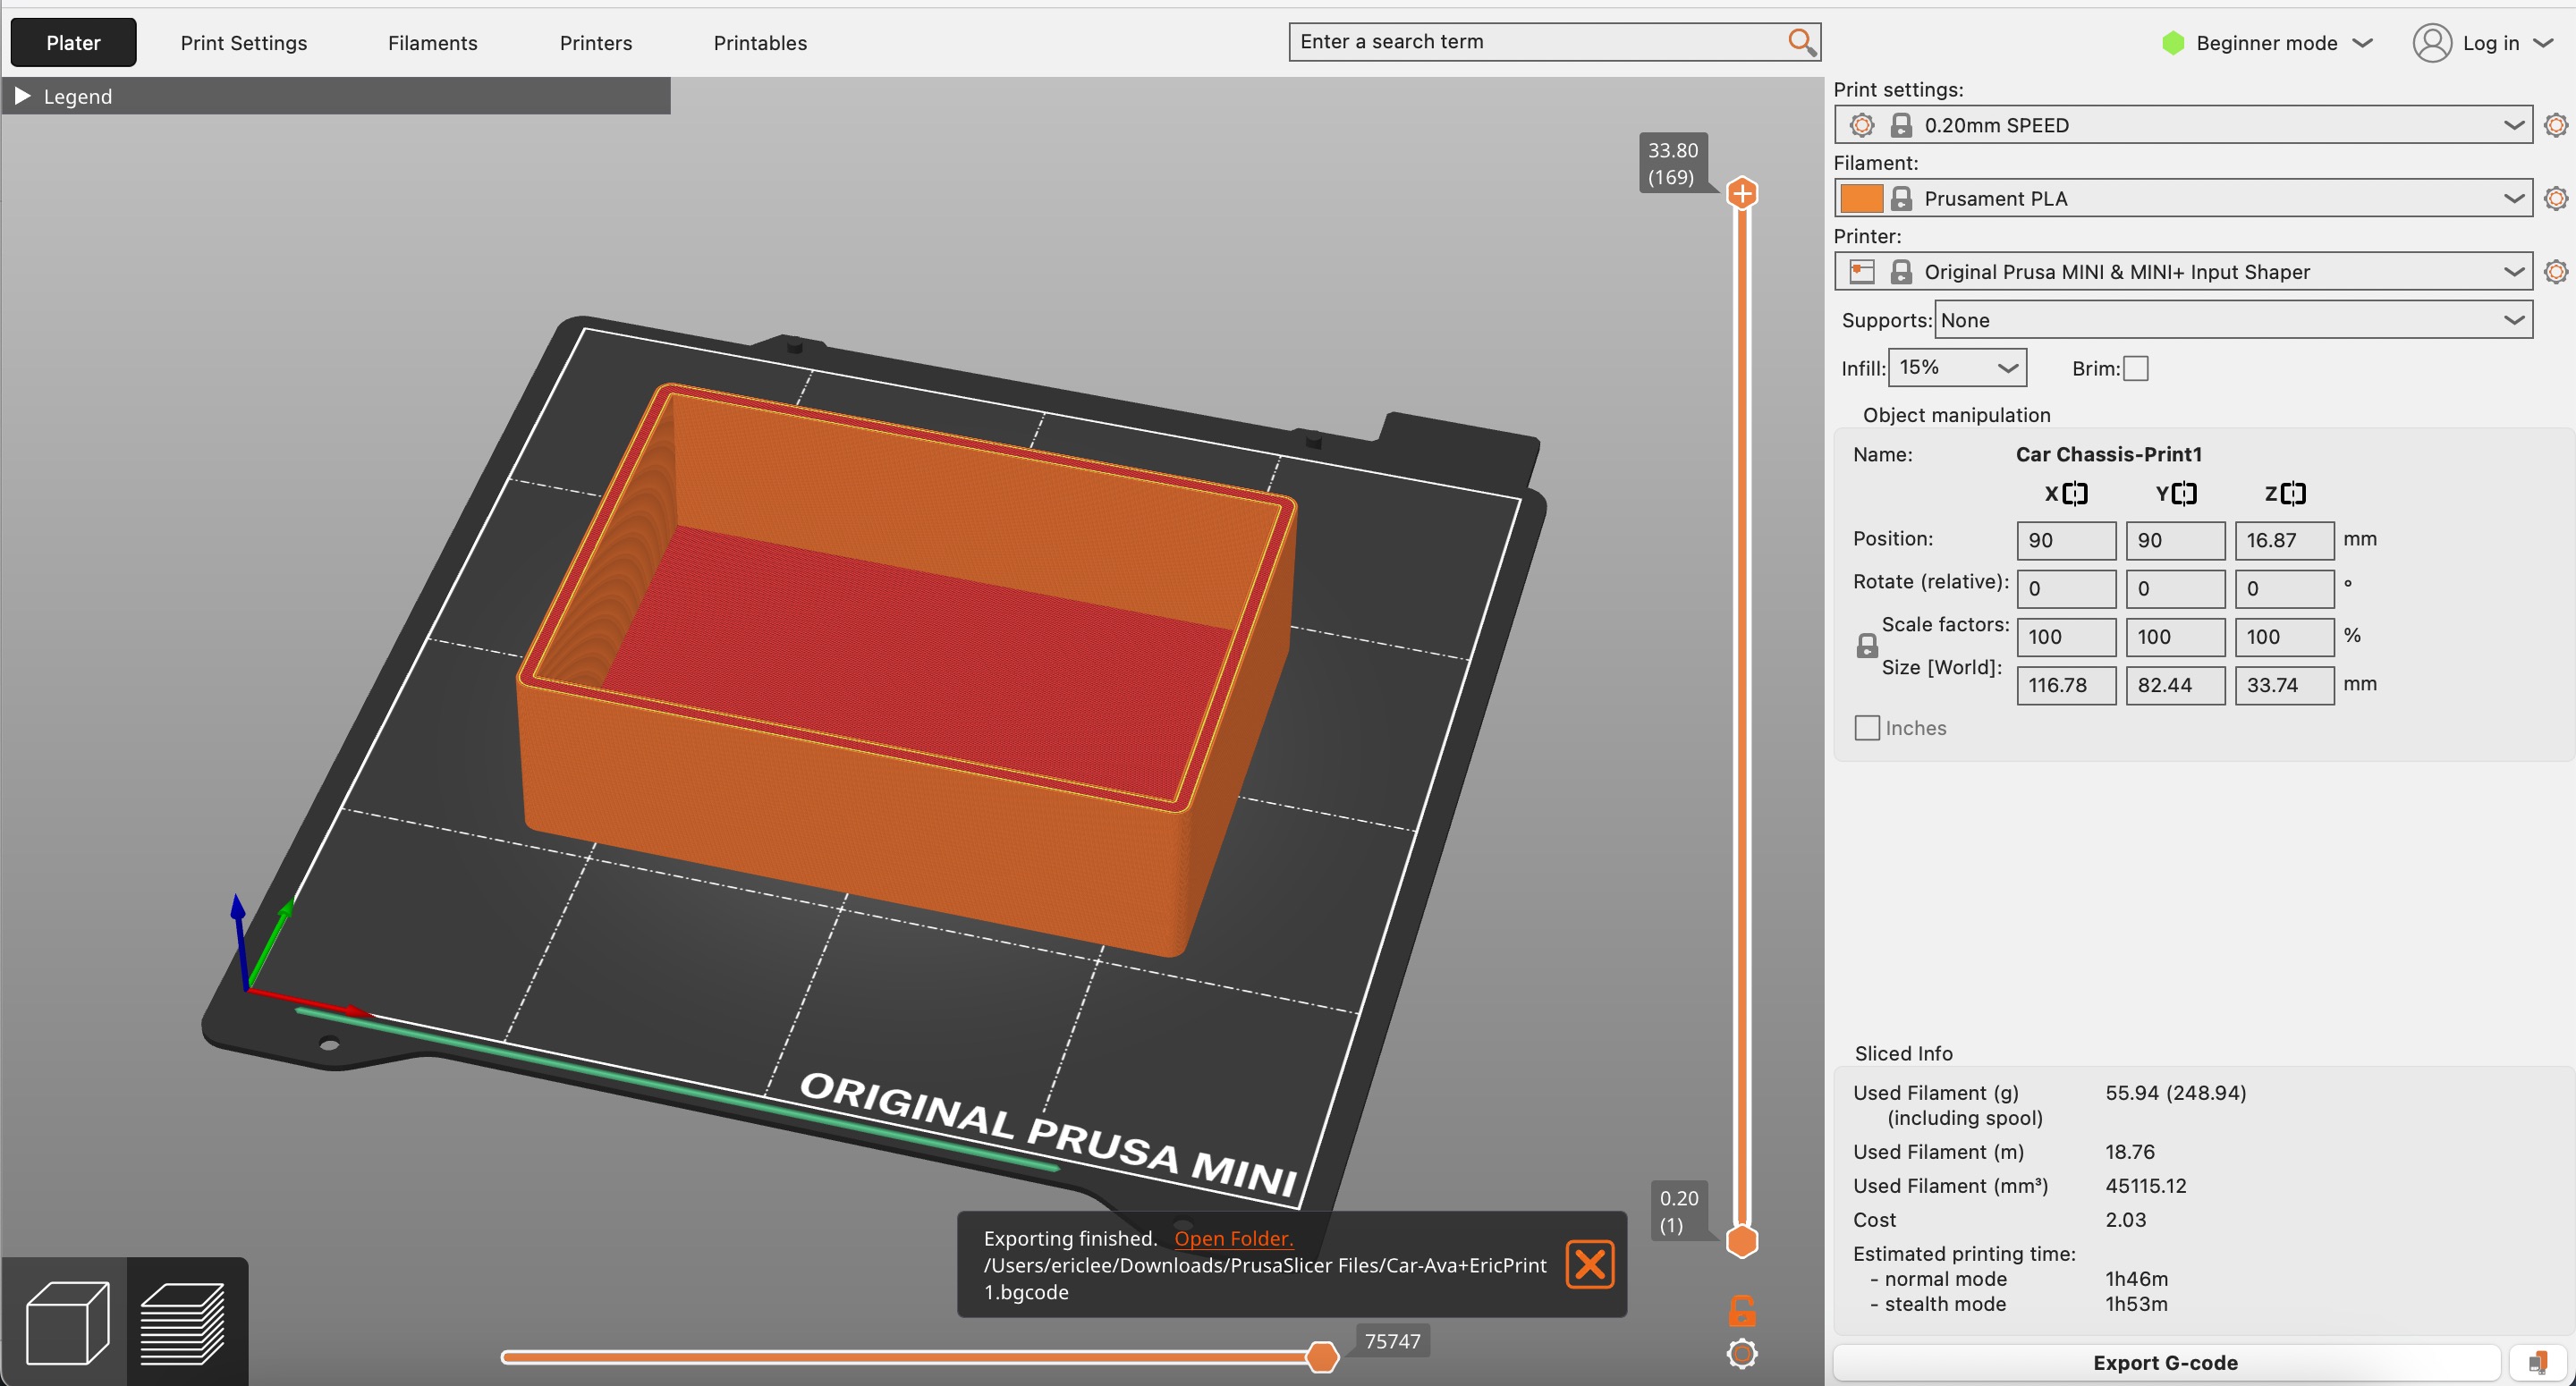 Plater Print Settings Filaments Printers Printables Enter a search term Beginner mode Log in
Legend
33.80
(169)
ORIGINAL PRUSA MINI
0.20
(1)
Exporting finished. Open Folder.
/Users/ericlee/Downloads/PrusaSlicer Files/Car-Ava+EricPrint
1.bgcode
75747
Print settings:
0.20mm SPEED
Filament:
Prusament PLA
Printer:
Original Prusa MINI & MINI+ Input Shaper
Supports: None
Infill: 15% Brim:
Object manipulation
Name: Car Chassis-Print1
X Y Z
Position: 90 90 16.87 mm
Rotate (relative): 0 0 0 °
Scale factors: 100 100 100 %
Size [World]: 116.78 82.44 33.74 mm
Inches
Sliced Info
Used Filament (g) 55.94 (248.94)
(including spool)
Used Filament (m) 18.76
Used Filament (mm³) 45115.12
Cost 2.03
Estimated printing time:
- normal mode 1h46m
- stealth mode 1h53m
Export G-code